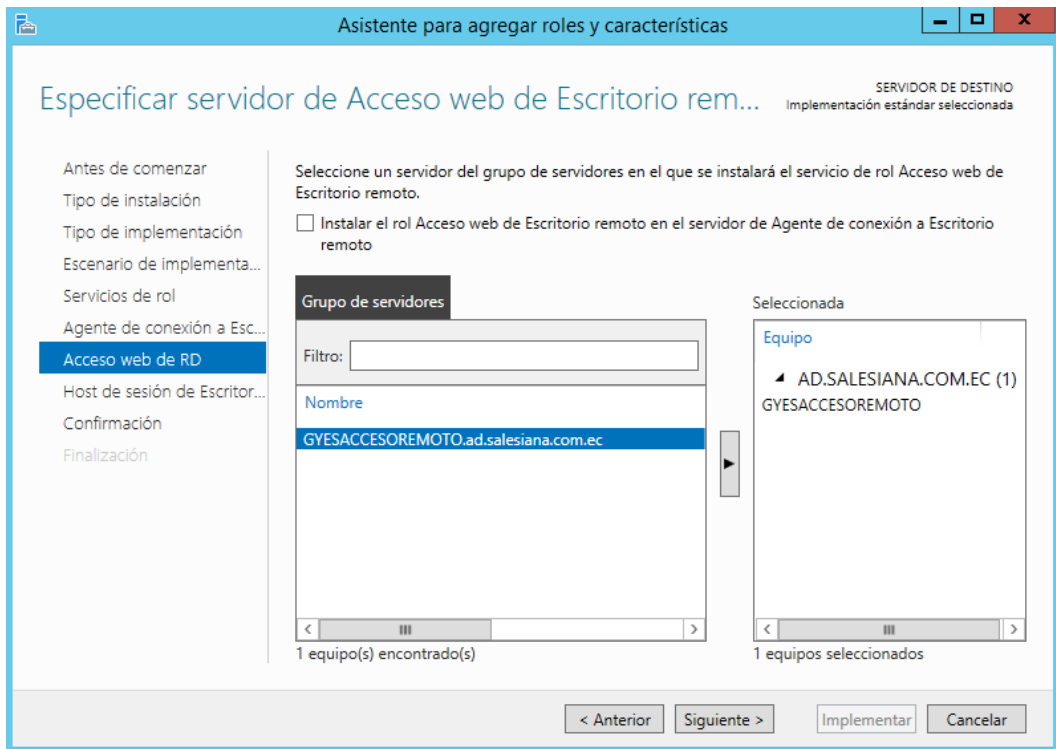 Asistente para agregar roles y características
Especificar servidor de Acceso web de Escritorio rem...
SERVIDOR DE DESTINO
Implementación estándar seleccionada
Antes de comenzar
Tipo de instalación
Tipo de implementación
Escenario de implementa...
Servicios de rol
Agente de conexión a Esc...
Acceso web de RD
Host de sesión de Escritor...
Confirmación
Finalización
Seleccione un servidor del grupo de servidores en el que se instalará el servicio de rol Acceso web de
Escritorio remoto.
Instalar el rol Acceso web de Escritorio remoto en el servidor de Agente de conexión a Escritorio
remoto
Grupo de servidores
Filtro:
Nombre
GYESACCESOREMOTO.ad.salesiana.com.ec
1 equipo(s) encontrado(s)
Seleccionada
Equipo
AD.SALESIANA.COM.EC (1)
GYESACCESOREMOTO
1 equipos seleccionados
< Anterior
Siguiente >
Implementar
Cancelar